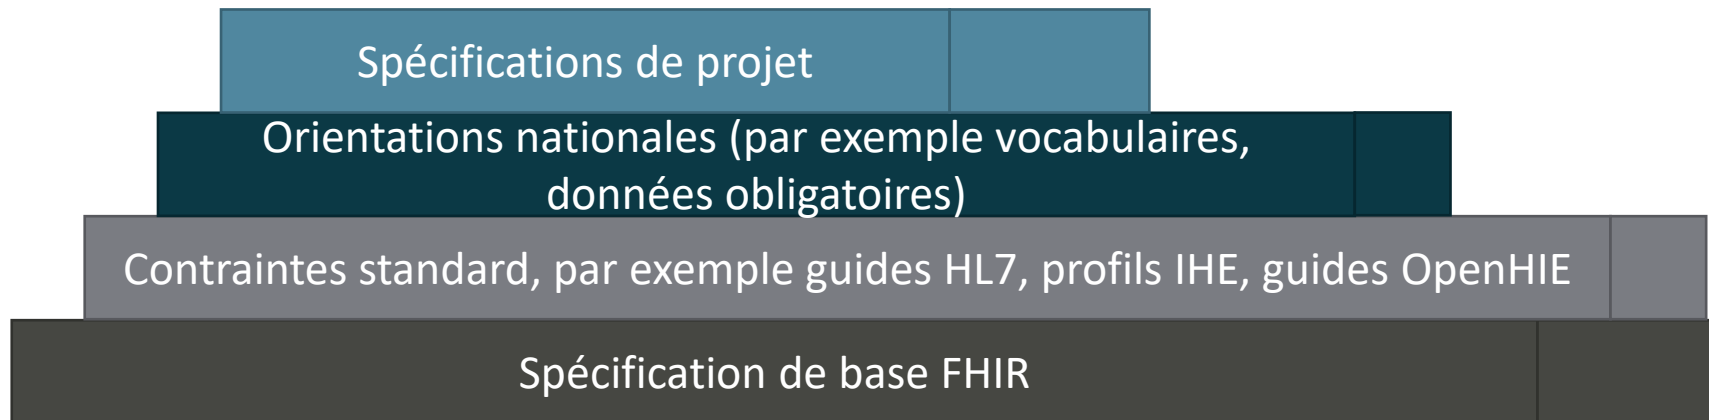 Spécifications de projet
Orientations nationales (par exemple vocabulaires,
données obligatoires)
Contraintes standard, par exemple guides HL7, profils IHE, guides OpenHIE
Spécification de base FHIR